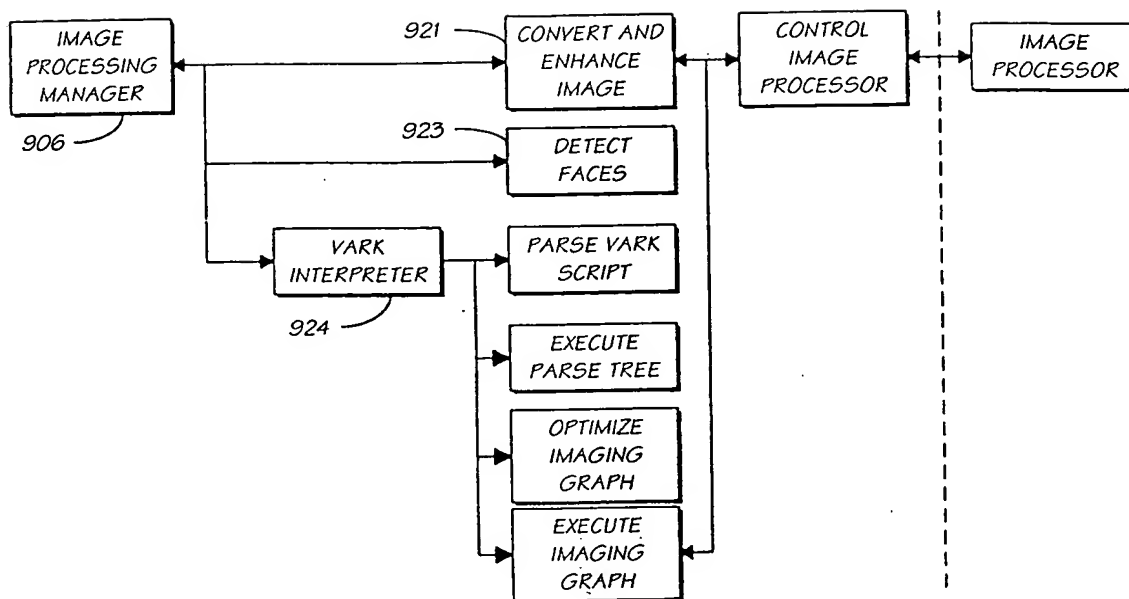 IMAGE
PROCESSING
MANAGER
906
921
CONVERT AND
ENHANCE
IMAGE
CONTROL
IMAGE
PROCESSOR
IMAGE
PROCESSOR
923
DETECT
FACES
VARK
INTERPRETER
924
PARSE VARK
SCRIPT
EXECUTE
PARSE TREE
OPTIMIZE
IMAGING
GRAPH
EXECUTE
IMAGING
GRAPH